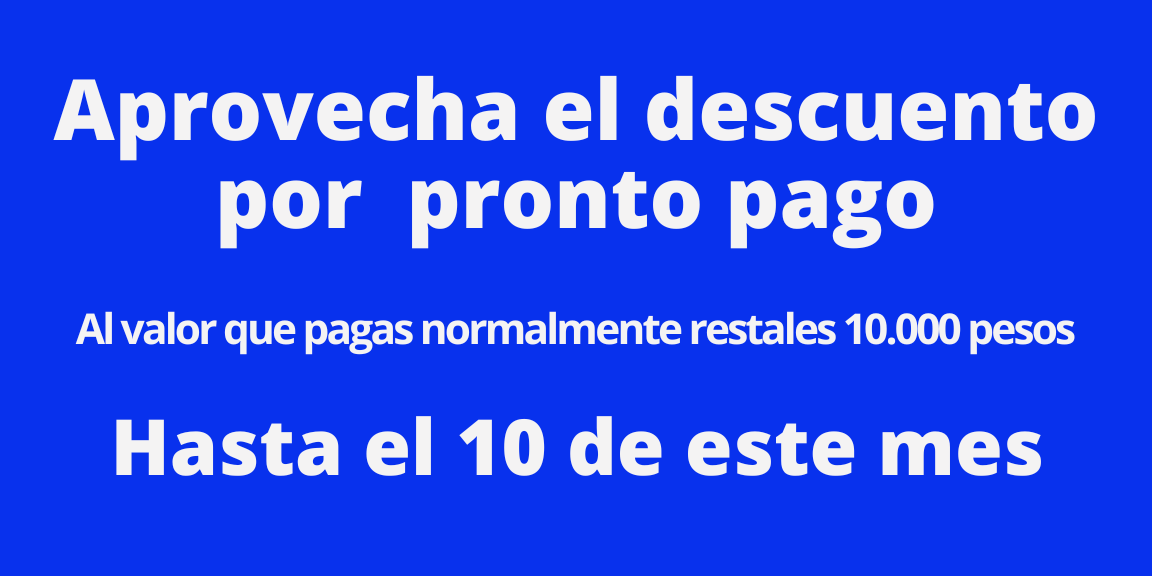 Aprovecha el descuento
por  pronto pago
Al valor que pagas normalmente restales 10.000 pesos
Hasta el 10 de este mes